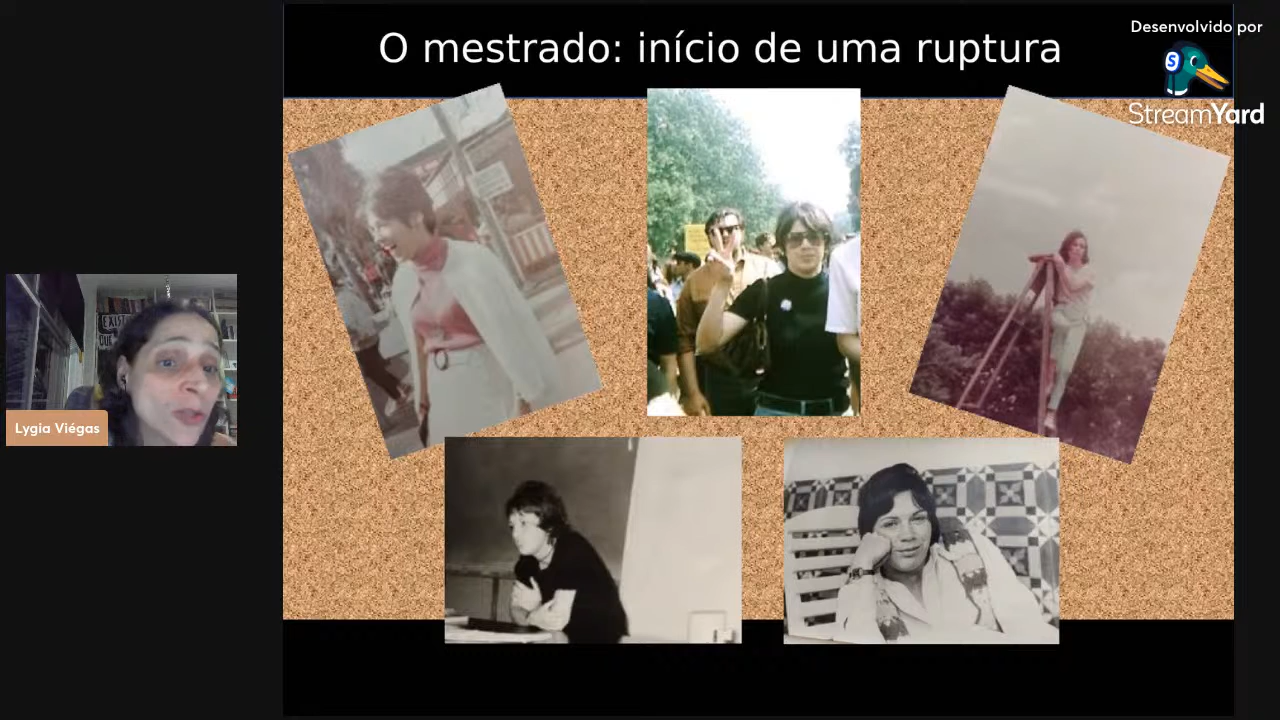 O mestrado: início de uma ruptura
Desenvolvido por
S
StreamYard
Lygia Viégas